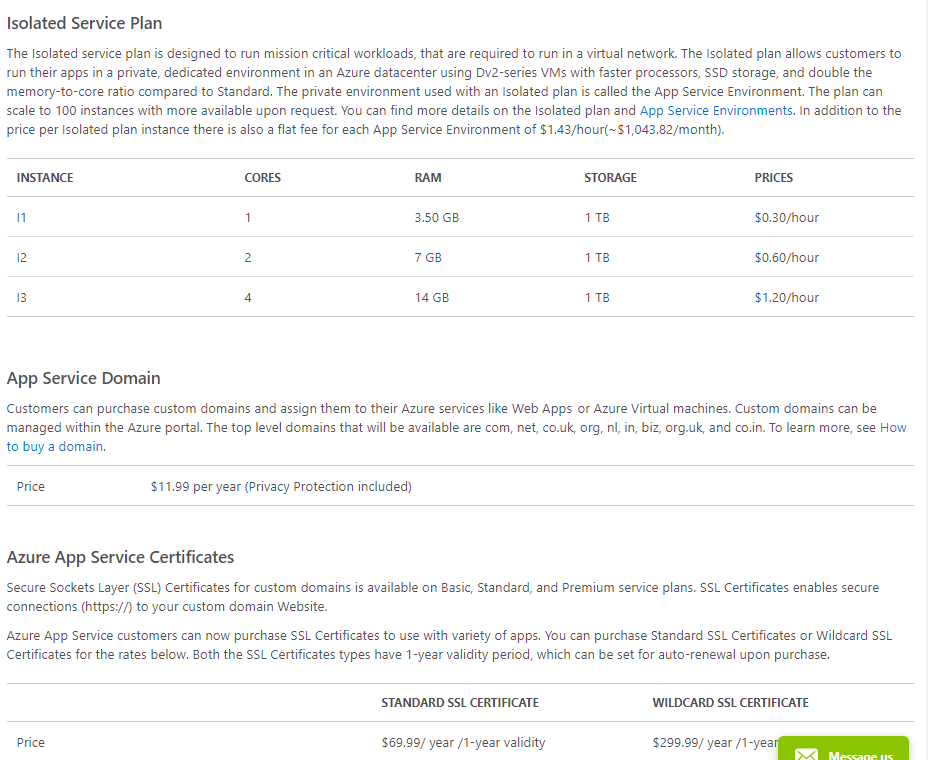 Isolated Service Plan
The Isolated service plan is designed to run mission critical workloads, that are required to run in a virtual network. The Isolated plan allows customers to
run their apps in a private, dedicated environment in an Azure datacenter using Dv2-series VMs with faster processors, SSD storage, and double the
memory-to-core ratio compared to Standard. The private environment used with an Isolated plan is called the App Service Environment. The plan can
scale to 100 instances with more available upon request. You can find more details on the Isolated plan and App Service Environments. In addition to the
price per Isolated plan instance there is also a flat fee for each App Service Environment of $1.43/hour(~$1,043.82/month).
INSTANCE CORES RAM STORAGE PRICES
I1 1 3.50 GB 1 TB $0.30/hour
I2 2 7 GB 1 TB $0.60/hour
I3 4 14 GB 1 TB $1.20/hour
App Service Domain
Customers can purchase custom domains and assign them to their Azure services like Web Apps or Azure Virtual machines. Custom domains can be
managed within the Azure portal. The top level domains that will be available are com, net, co.uk, org, nl, in, biz, org.uk, and co.in. To learn more, see How
to buy a domain.
Price $11.99 per year (Privacy Protection included)
Azure App Service Certificates
Secure Sockets Layer (SSL) Certificates for custom domains is available on Basic, Standard, and Premium service plans. SSL Certificates enables secure
connections (https://) to your custom domain Website.
Azure App Service customers can now purchase SSL Certificates to use with variety of apps. You can purchase Standard SSL Certificates or Wildcard SSL
Certificates for the rates below. Both the SSL Certificates types have 1-year validity period, which can be set for auto-renewal upon purchase.
STANDARD SSL CERTIFICATE WILDCARD SSL CERTIFICATE
Price $69.99/ year /1-year validity $299.99/ year /1-year
Message us